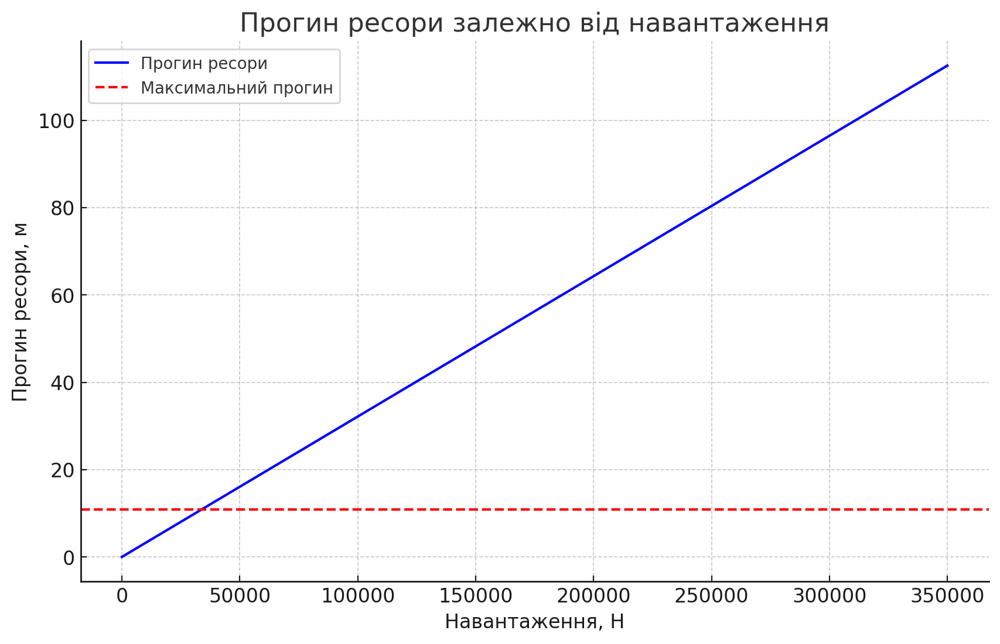 Прогин ресори залежно від навантаження
Прогин ресори
Максимальний прогин
Прогин ресори, м
100
80
60
40
20
0
0 50000 100000 150000 200000 250000 300000 350000
Навантаження, Н